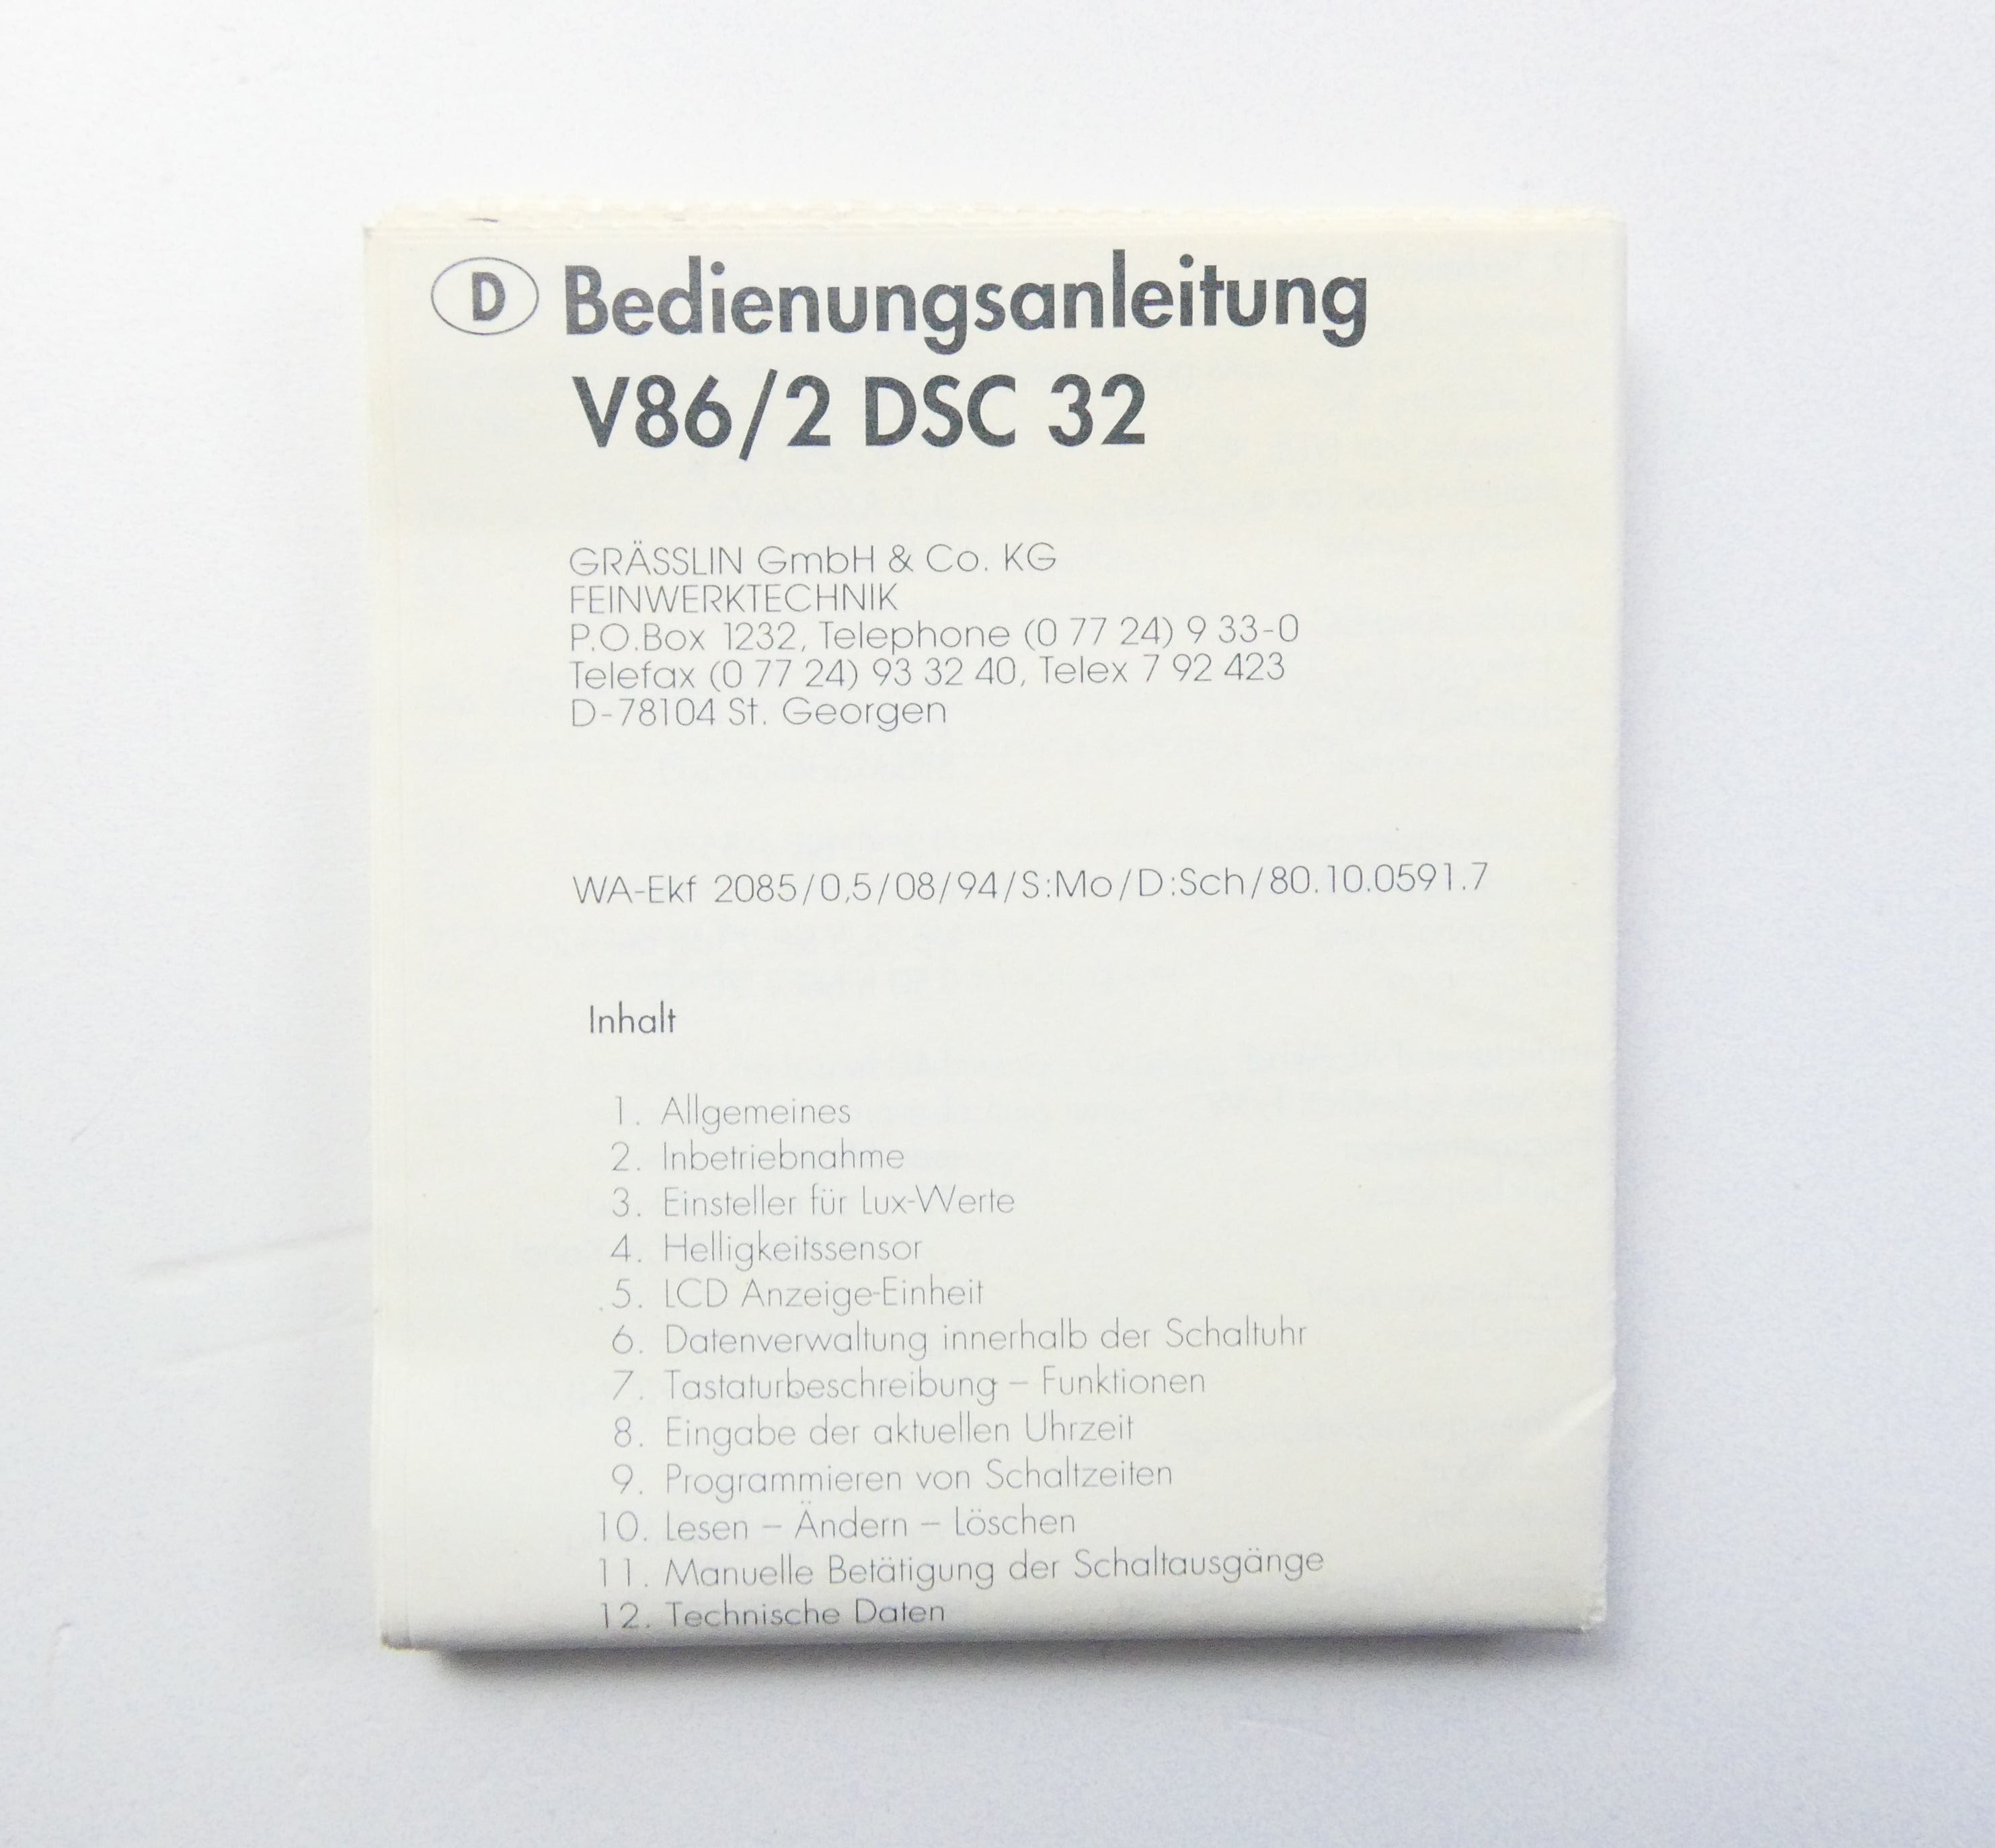 D Bedienungsanleitung
V86/2 DSC 32
GRÄSSLIN GmbH & Co. KG
FEINWERKTECHNIK
P.O.Box 1232, Telephone (0 77 24) 9 33-0
Telefax (0 77 24) 93 32 40, Telex 7 92 423
D-78104 St. Georgen
WA-Ekf 2085/0,5/08/94/S:Mo/D:Sch/80.10.0591.7
Inhalt
1. Allgemeines
2. Inbetriebnahme
3. Einsteller für Lux-Werte
4. Helligkeitssensor
5. LCD Anzeige-Einheit
6. Datenverwaltung innerhalb der Schaltuhr
7. Tastaturbeschreibung – Funktionen
8. Eingabe der aktuellen Uhrzeit
9. Programmieren von Schaltzeiten
10. Lesen – Ändern – Löschen
11. Manuelle Betätigung der Schaltausgänge
12. Technische Daten